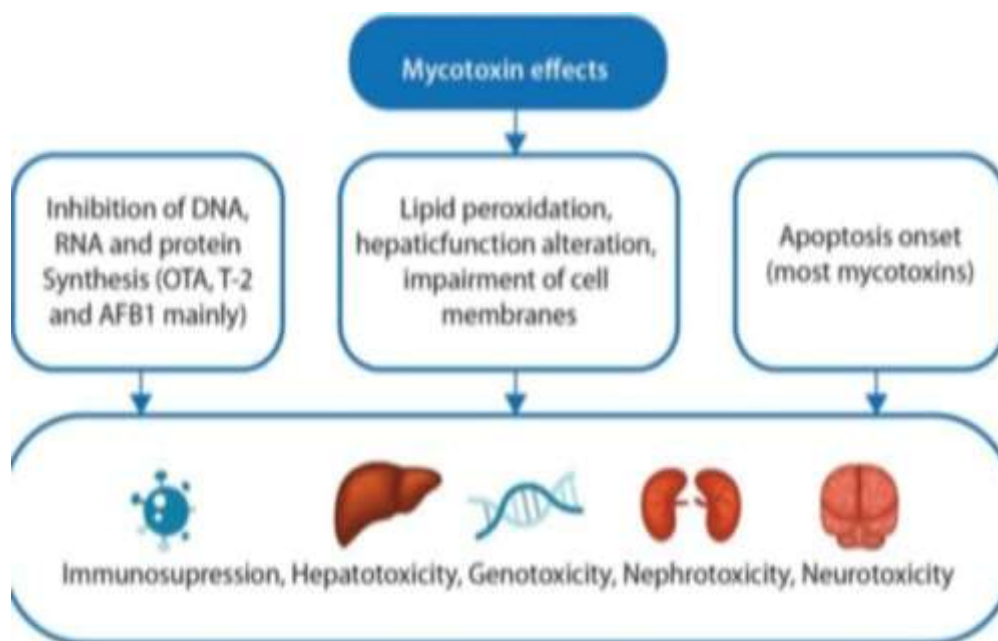 Mycotoxin effects
Inhibition of DNA,
RNA and protein
Synthesis (OTA, T-2
and AFB1 mainly)
Lipid peroxidation,
hepaticfunction alteration,
impairment of cell
membranes
Apoptosis onset
(most mycotoxins)
Immunosupression, Hepatotoxicity, Genotoxicity, Nephrotoxicity, Neurotoxicity